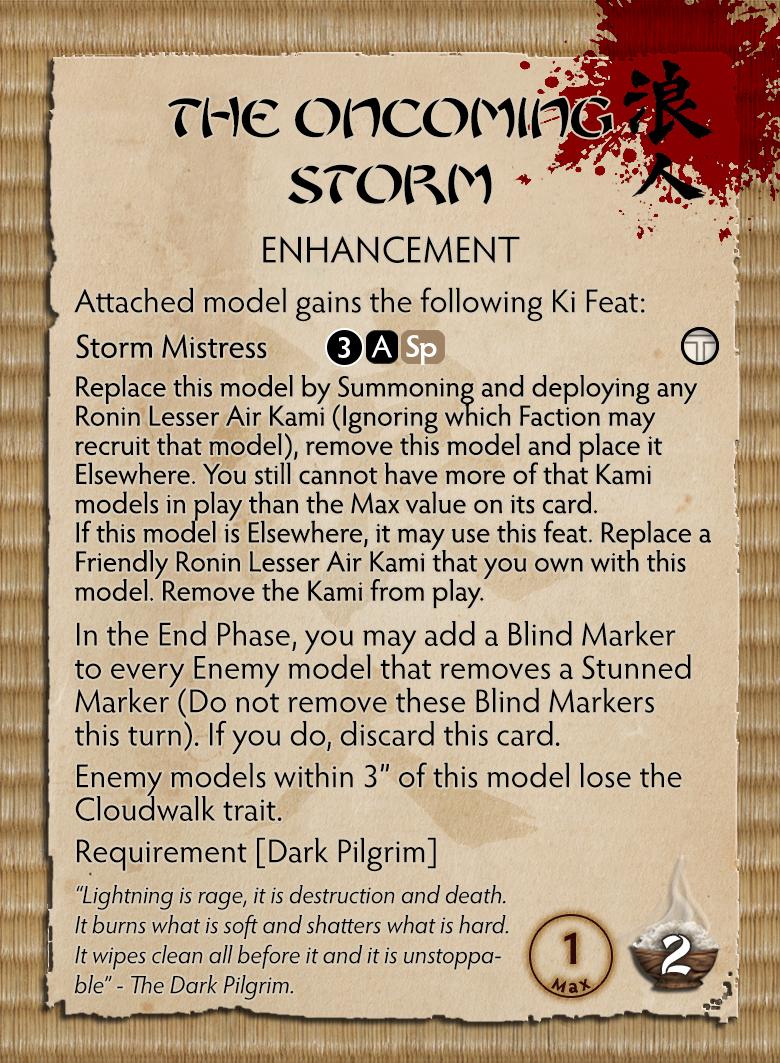 THE ONCOMING
STORM
浪人
ENHANCEMENT
Attached model gains the following Ki Feat:
Storm Mistress 3 A Sp T
Replace this model by Summoning and deploying any
Ronin Lesser Air Kami (Ignoring which Faction may
recruit that model), remove this model and place it
Elsewhere. You still cannot have more of that Kami
models in play than the Max value on its card.
If this model is Elsewhere, it may use this feat. Replace a
Friendly Ronin Lesser Air Kami that you own with this
model. Remove the Kami from play.
In the End Phase, you may add a Blind Marker
to every Enemy model that removes a Stunned
Marker (Do not remove these Blind Markers
this turn). If you do, discard this card.
Enemy models within 3” of this model lose the
Cloudwalk trait.
Requirement [Dark Pilgrim]
“Lightning is rage, it is destruction and death.
It burns what is soft and shatters what is hard.
It wipes clean all before it and it is unstoppa-
ble” - The Dark Pilgrim.
1
Max
2